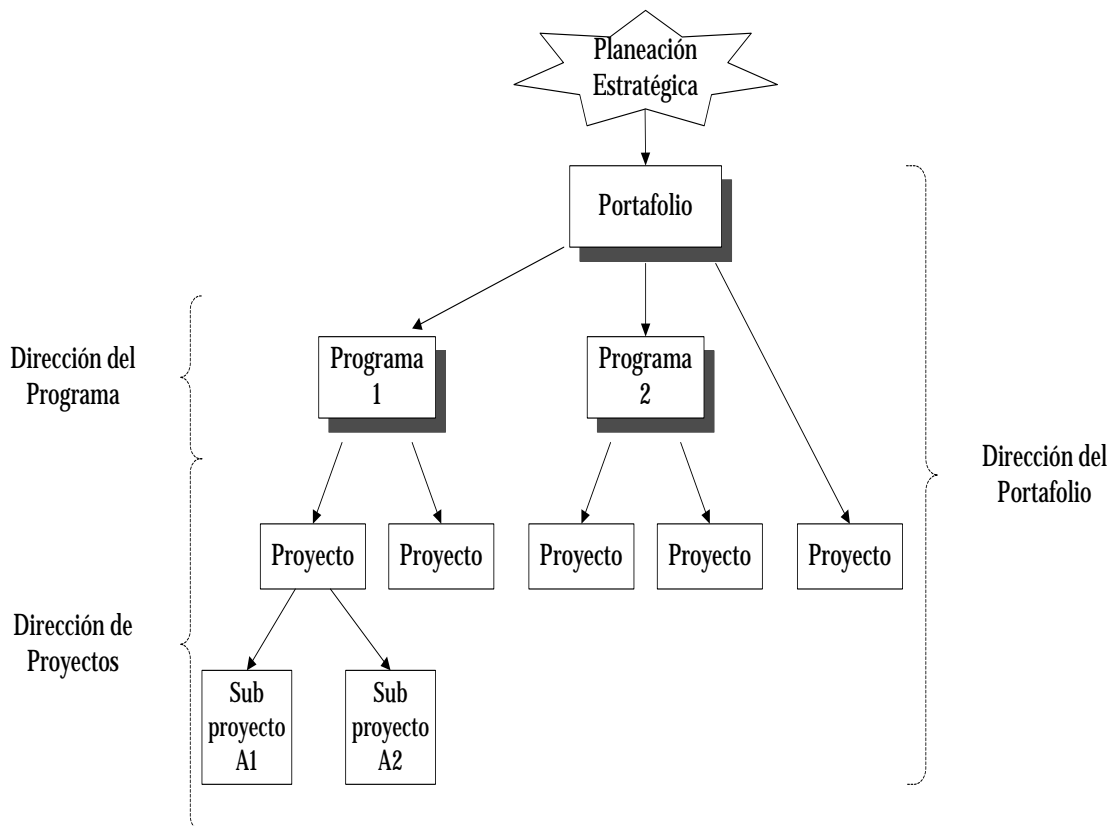 Planeación
Estratégica
Portafolio
Dirección del
Programa
Programa
1
Programa
2
Dirección del
Portafolio
Proyecto
Proyecto
Proyecto
Proyecto
Proyecto
Dirección de
Proyectos
Sub
proyecto
A1
Sub
proyecto
A2